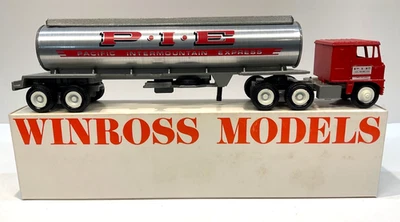 P·I·E
PACIFIC INTERMOUNTAIN EXPRESS
WINROSS MODELS